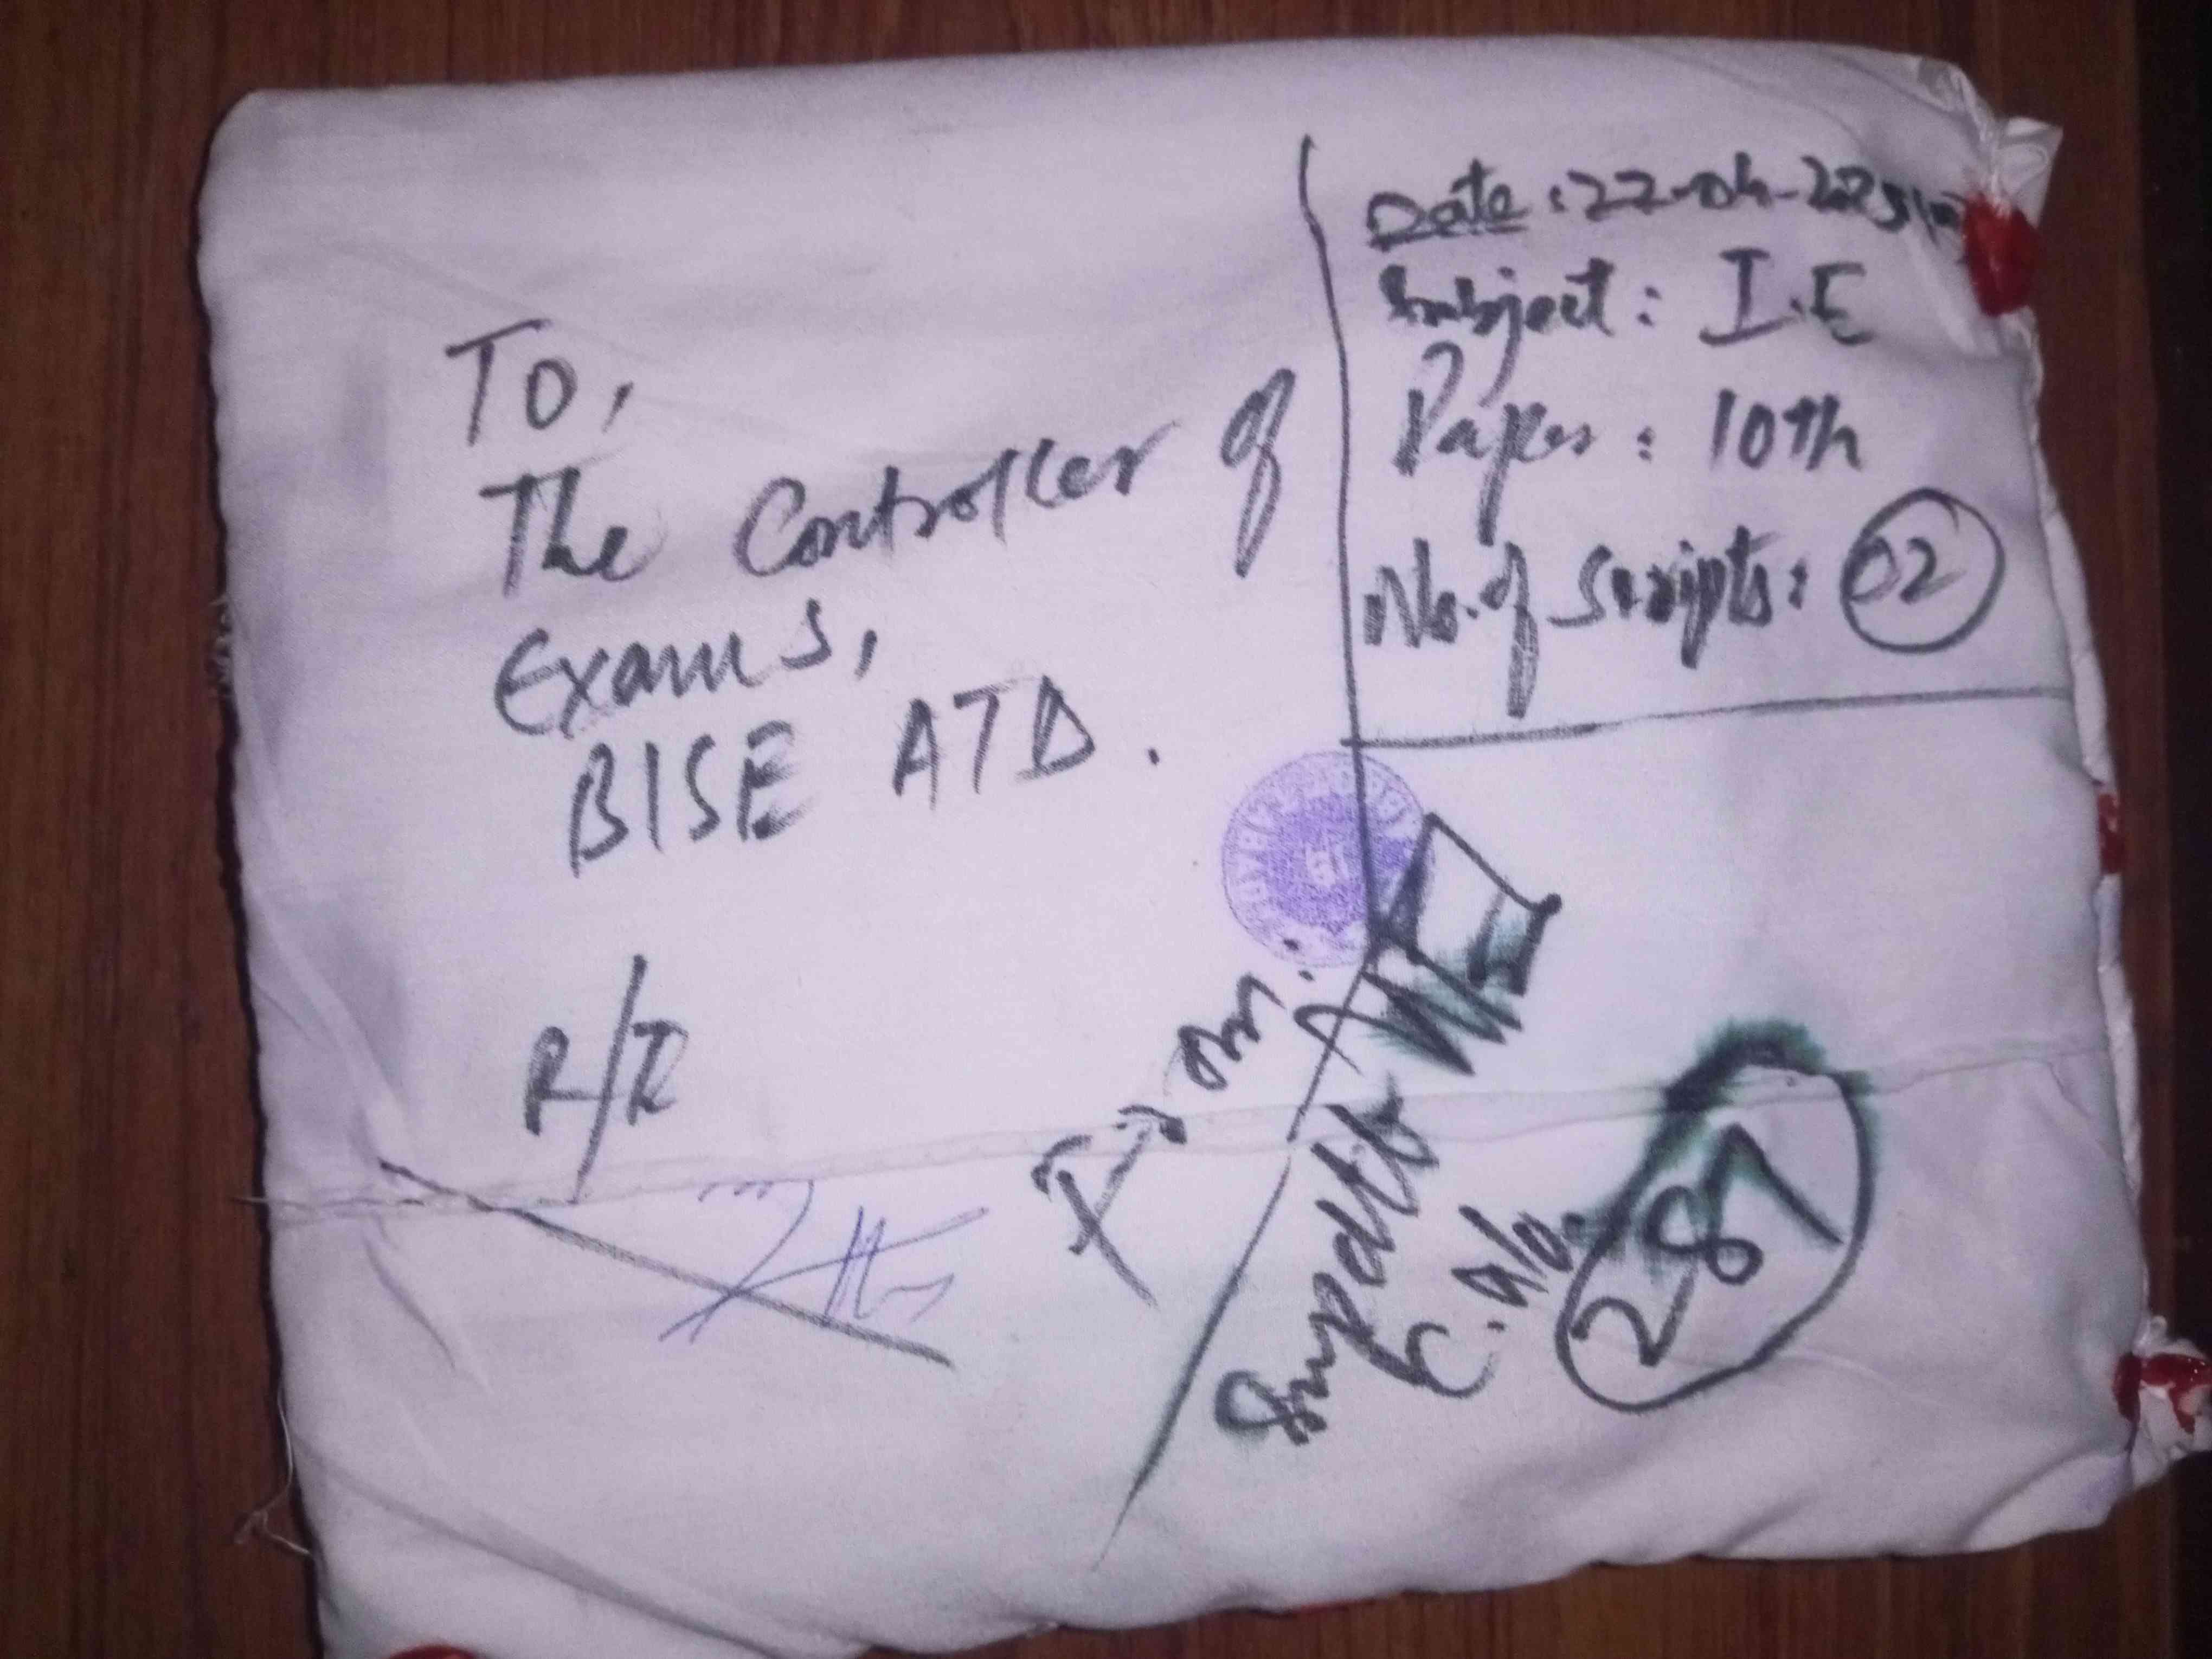 To,
The Controller of
Exams,
BISE ATD.
R/R
Date: 22-04-2025
Subject: I.E
Paper: 10th
No. of Scripts: 02
From:
Supdtt
C. No.
287